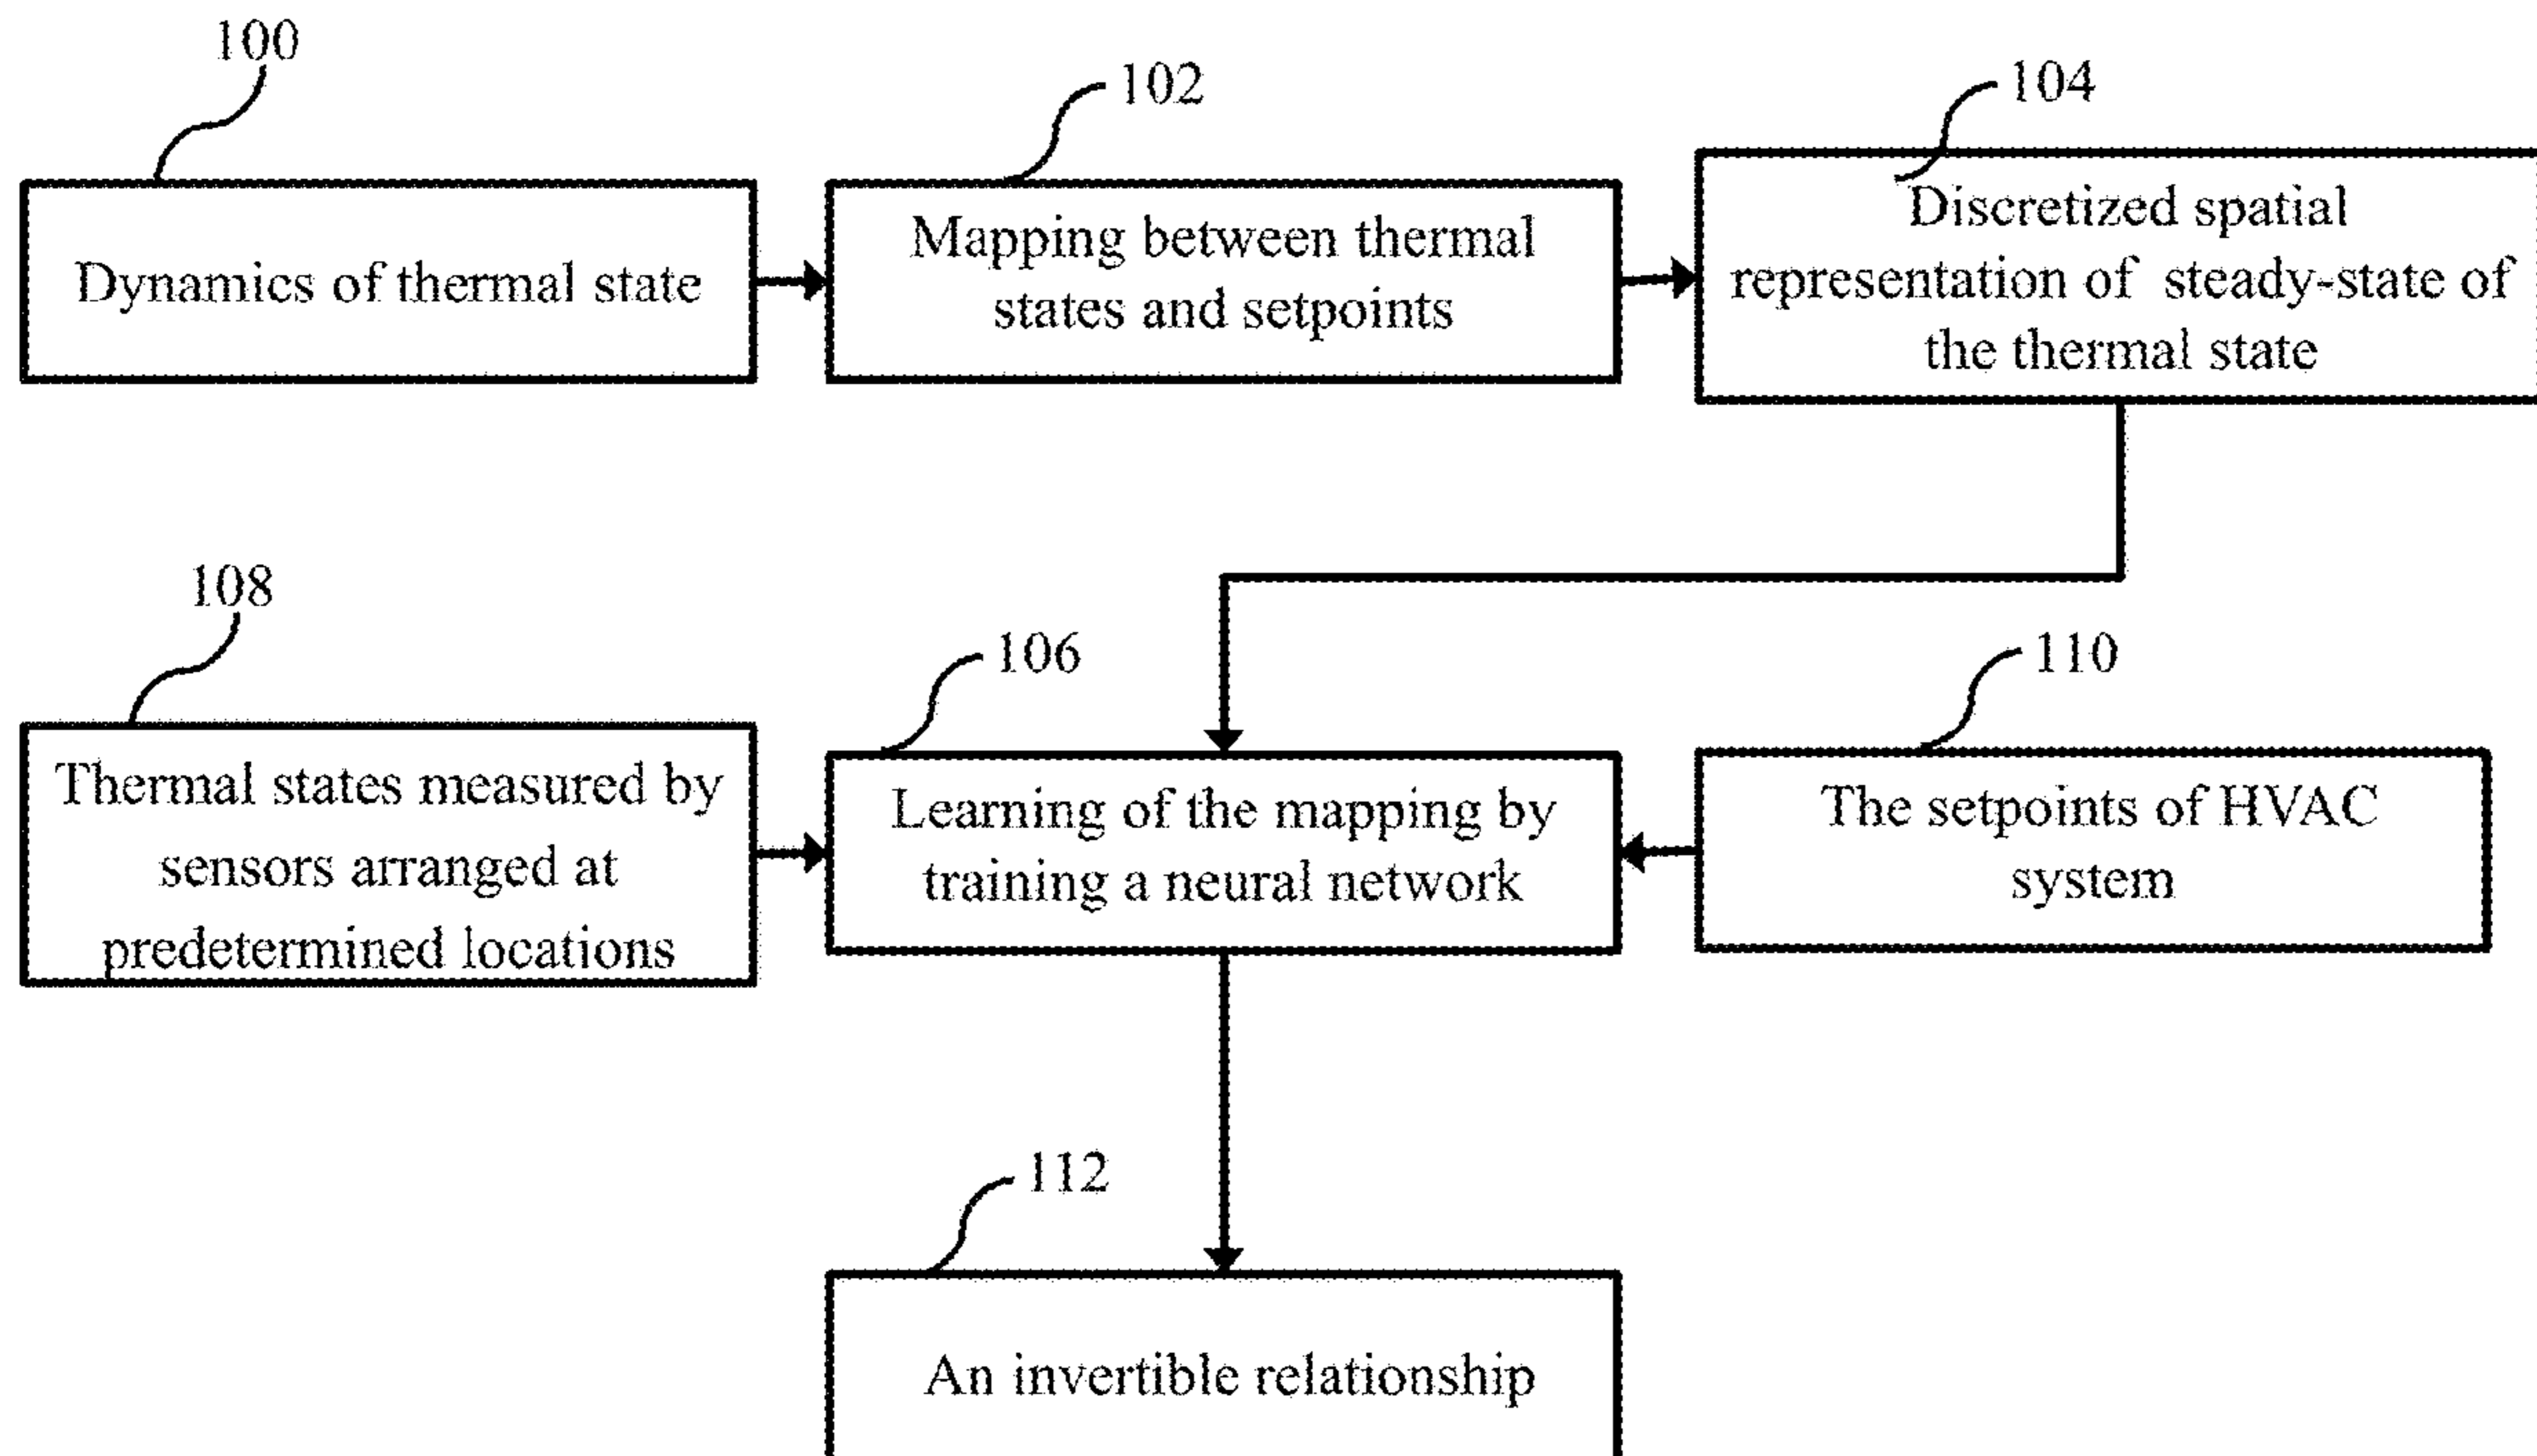 100
102
104
Dynamics of thermal state
Mapping between thermal
states and setpoints
Discretized spatial
representation of steady-state of
the thermal state
108
106
110
Thermal states measured by
sensors arranged at
predetermined locations
Learning of the mapping by
training a neural network
The setpoints of HVAC
system
112
An invertible relationship